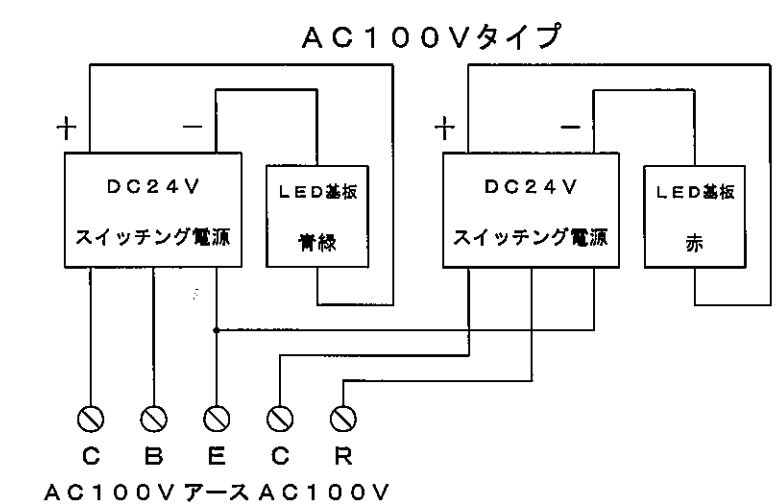 AC100Vタイプ
+ − + −
DC24V
スイッチング電源
LED基板
青緑
DC24V
スイッチング電源
LED基板
赤
C B E C R
AC100V アース AC100V